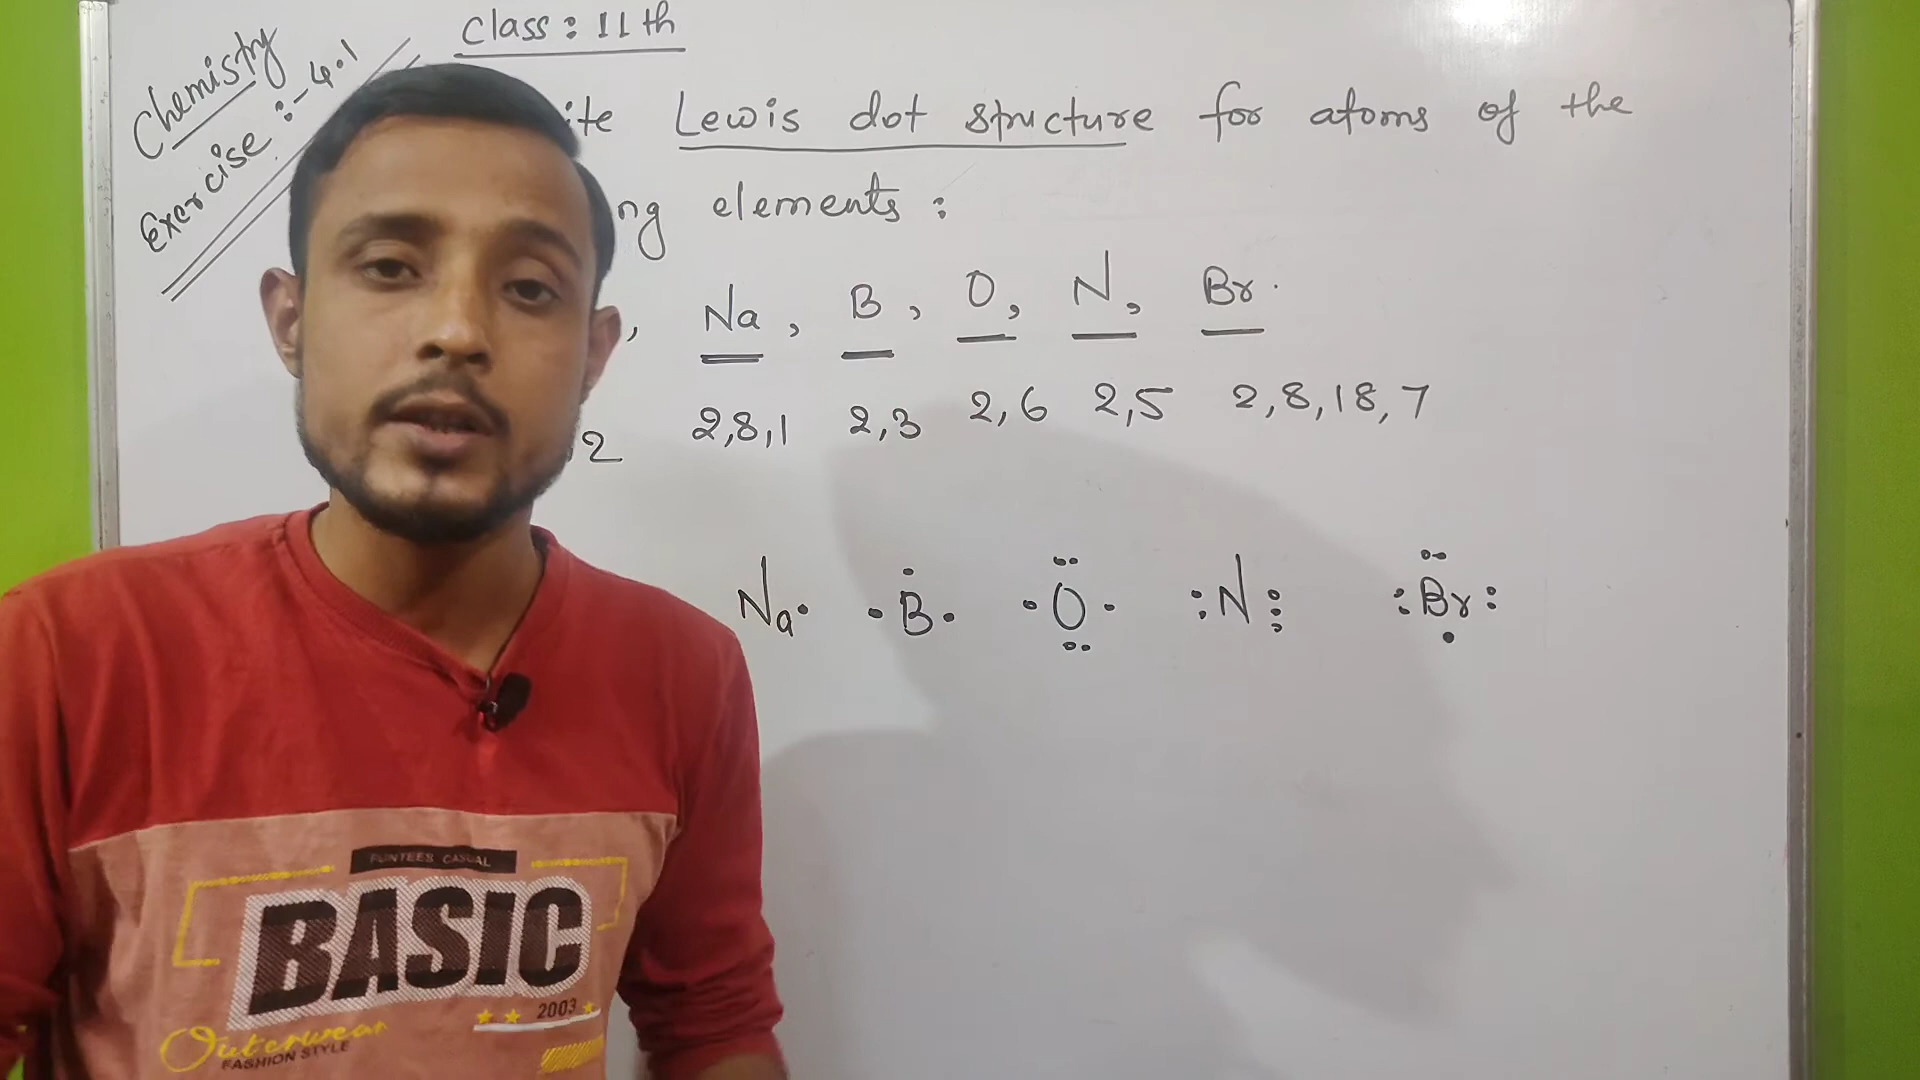 Class : 11th
Chemistry
Exercise :- 4.1
ite Lewis dot structure for atoms of the
ng elements :
, Na , B , O, N, Br.
,2 2,8,1 2,3 2,6 2,5 2,8,18,7
Na· ·B· ·O· :N: :Br:
FUNTEES CASUAL
BASIC
2003
Outerwear
FASHION STYLE